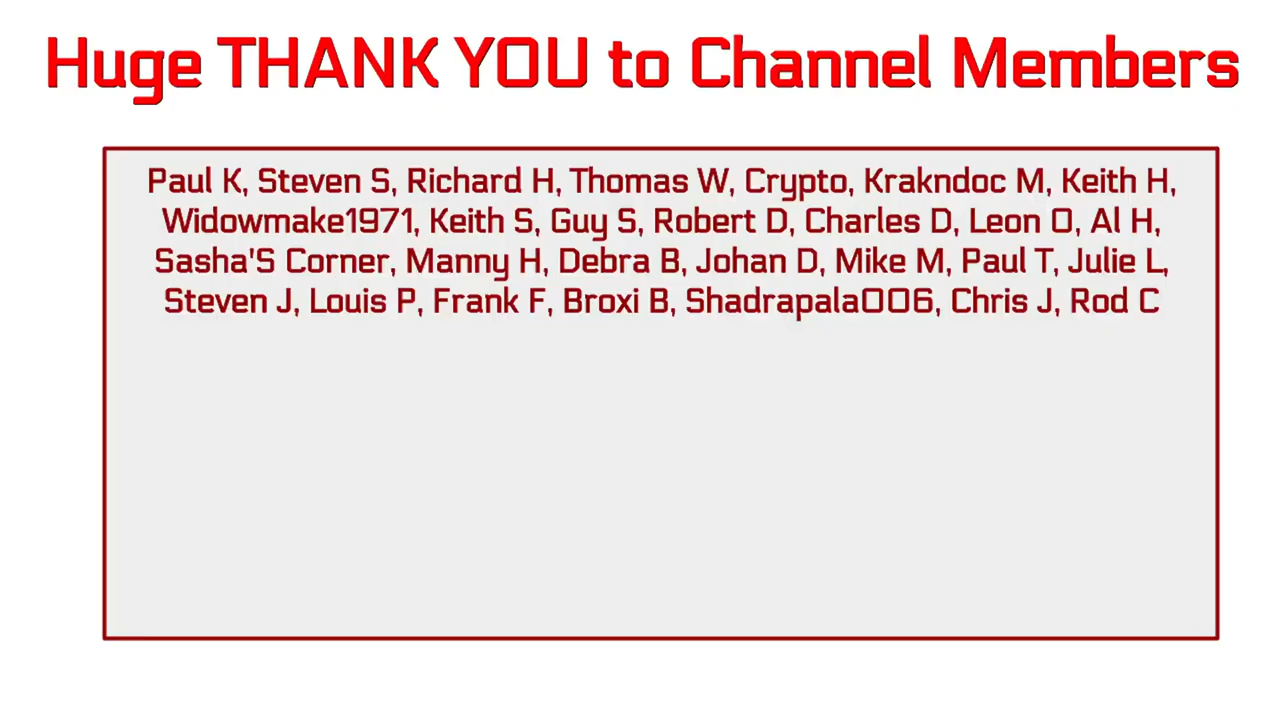 Huge THANK YOU to Channel Members
Paul K, Steven S, Richard H, Thomas W, Crypto, Krakndoc M, Keith H,
Widowmake1971, Keith S, Guy S, Robert D, Charles D, Leon O, Al H,
Sasha'S Corner, Manny H, Debra B, Johan D, Mike M, Paul T, Julie L,
Steven J, Louis P, Frank F, Broxi B, Shadrapala006, Chris J, Rod C